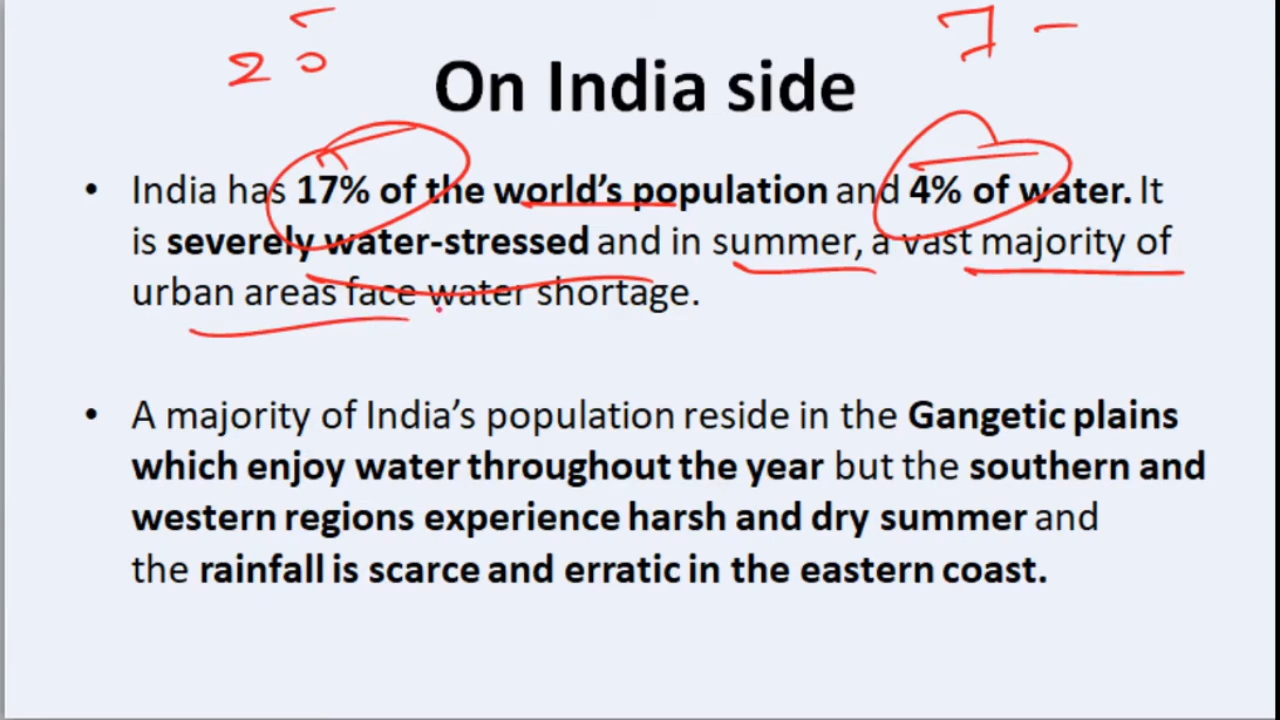 20
7
On India side
• India has 17% of the world's population and 4% of water. It
is severely water-stressed and in summer, a vast majority of
urban areas face water shortage.
• A majority of India's population reside in the Gangetic plains
which enjoy water throughout the year but the southern and
western regions experience harsh and dry summer and
the rainfall is scarce and erratic in the eastern coast.